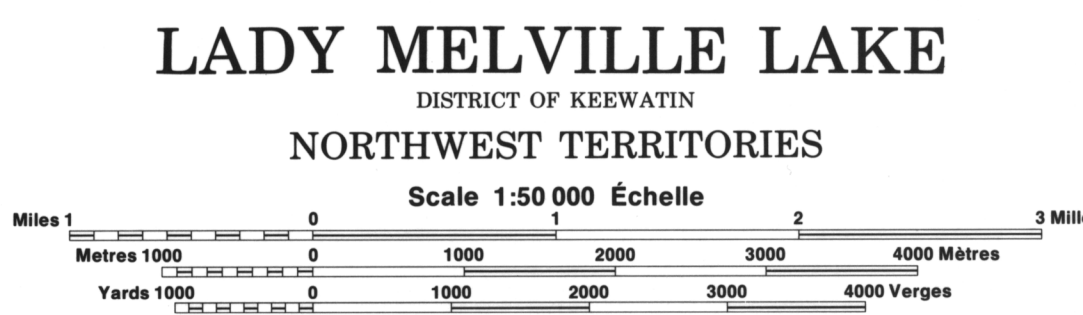 LADY MELVILLE LAKE
DISTRICT OF KEEWATIN
NORTHWEST TERRITORIES
Scale 1:50 000 Échelle
Miles 1 0 1 2 3 Mille
Metres 1000 0 1000 2000 3000 4000 Mètres
Yards 1000 0 1000 2000 3000 4000 Verges